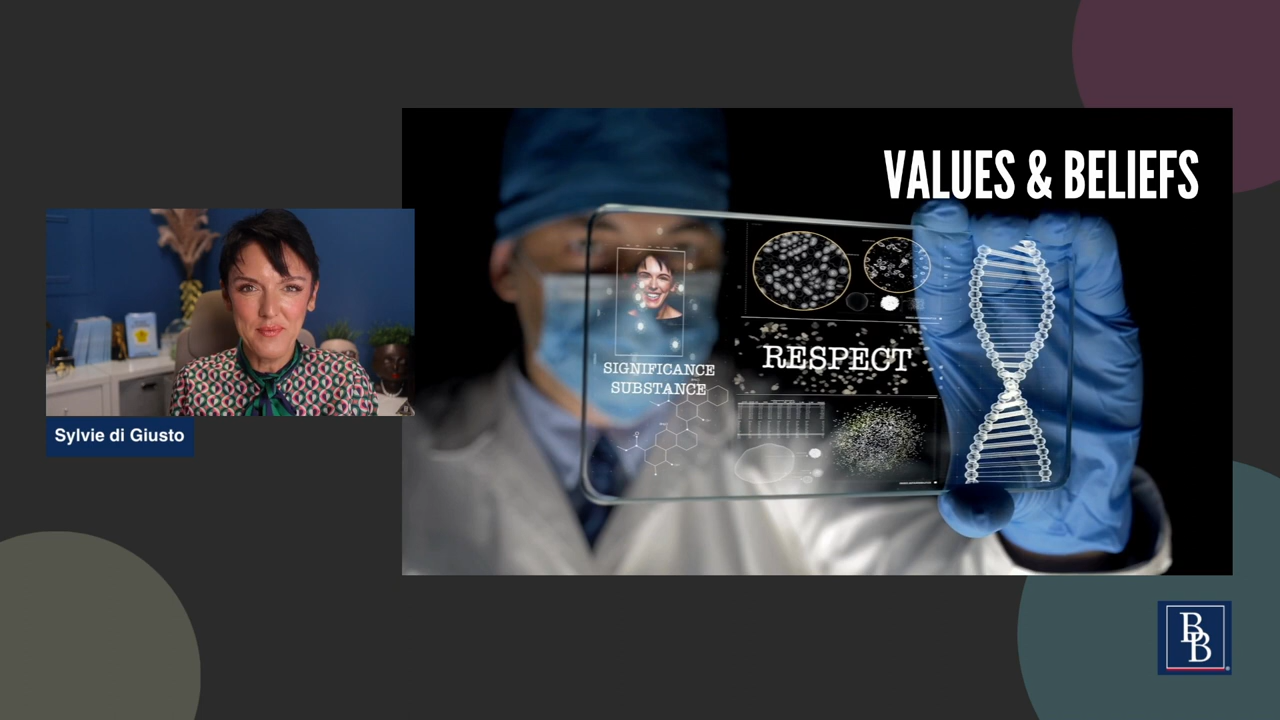 VALUES & BELIEFS
SIGNIFICANCE
SUBSTANCE
RESPECT
Sylvie di Giusto
BB